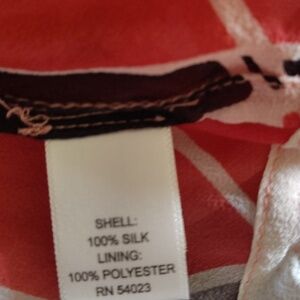 SHELL:
100% SILK
LINING:
100% POLYESTER
RN 54023